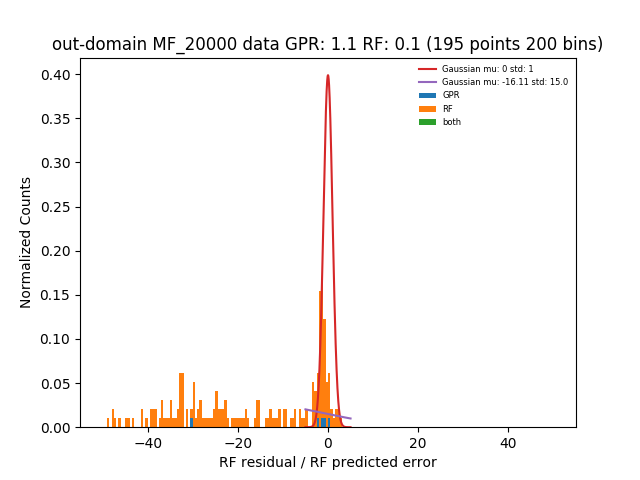 out-domain MF_20000 data GPR: 1.1 RF: 0.1 (195 points 200 bins)
Gaussian mu: 0 std: 1
Gaussian mu: -16.11 std: 15.0
GPR
RF
both
0.40
0.35
0.30
0.25
0.20
0.15
0.10
0.05
0.00
Normalized Counts
−40 −20 0 20 40
RF residual / RF predicted error